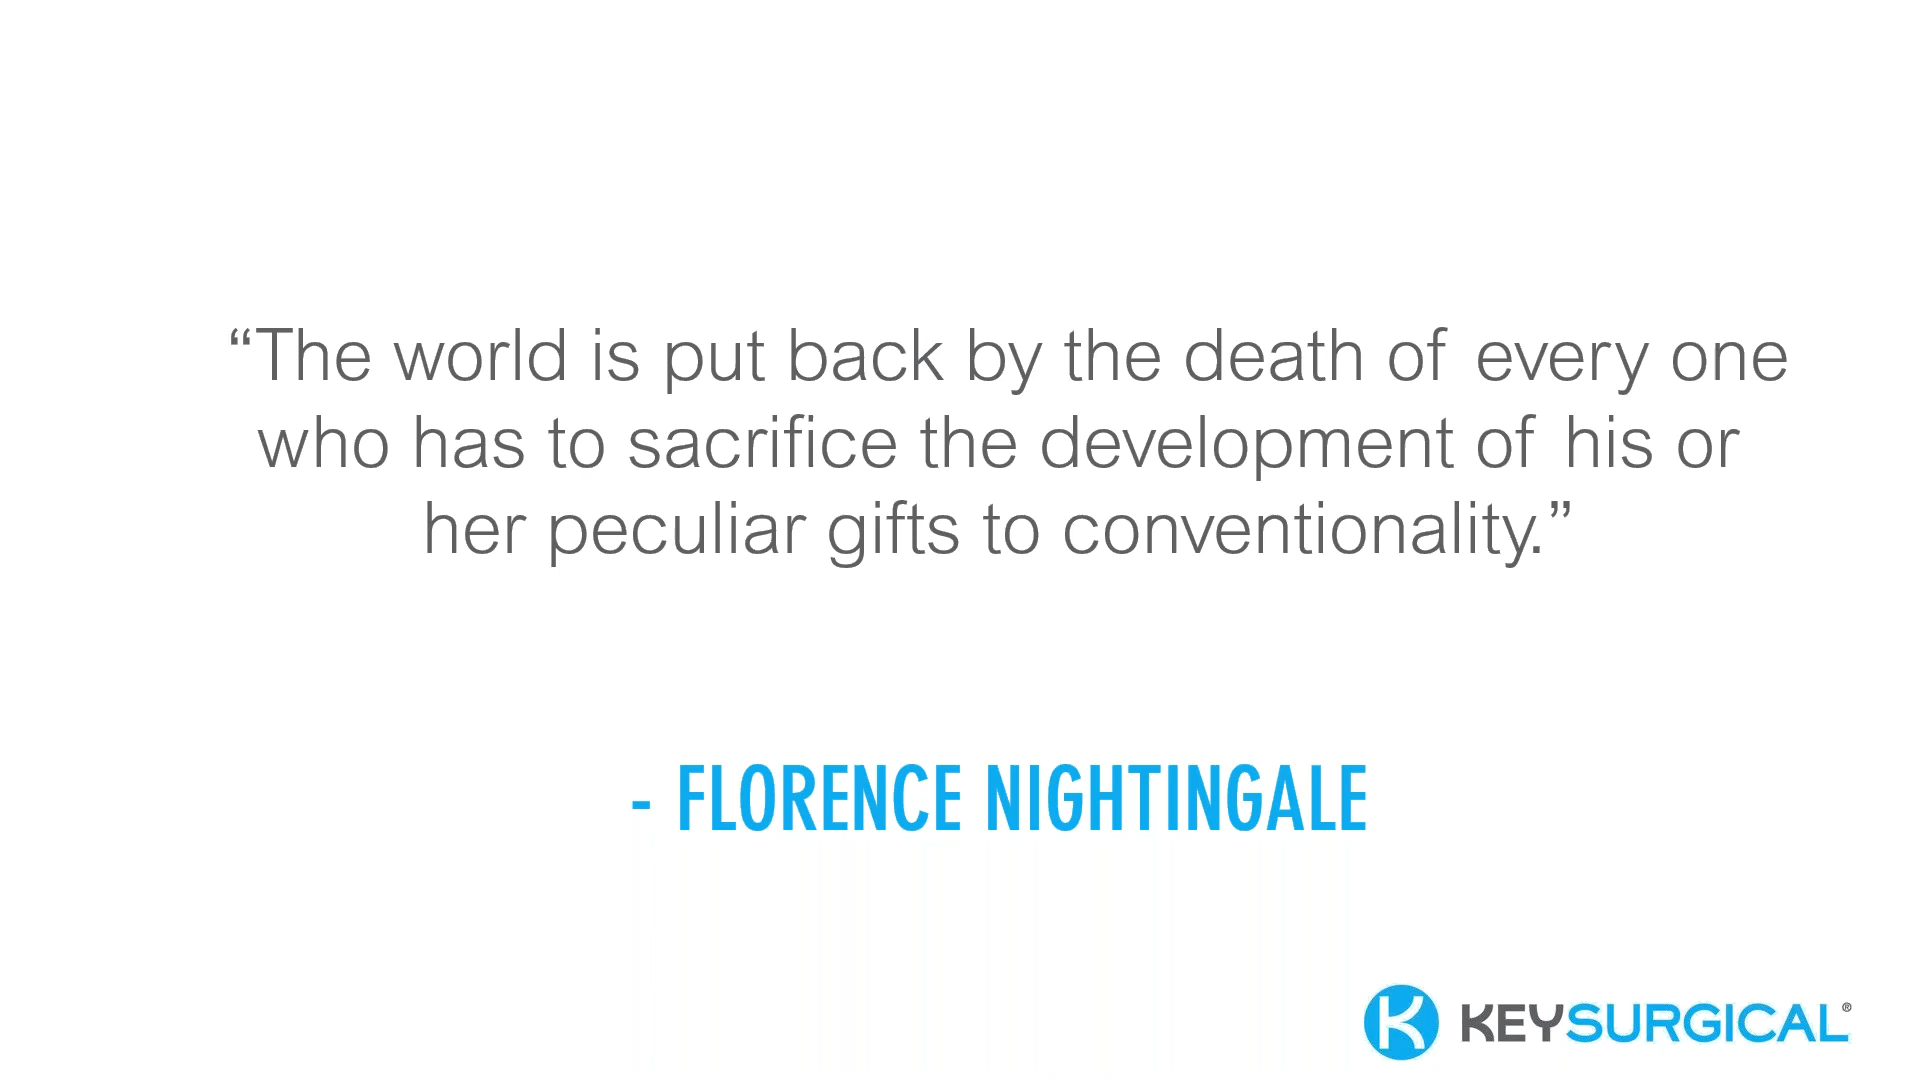 “The world is put back by the death of every one
who has to sacrifice the development of his or
her peculiar gifts to conventionality.”
- FLORENCE NIGHTINGALE
K KEYSURGICAL®